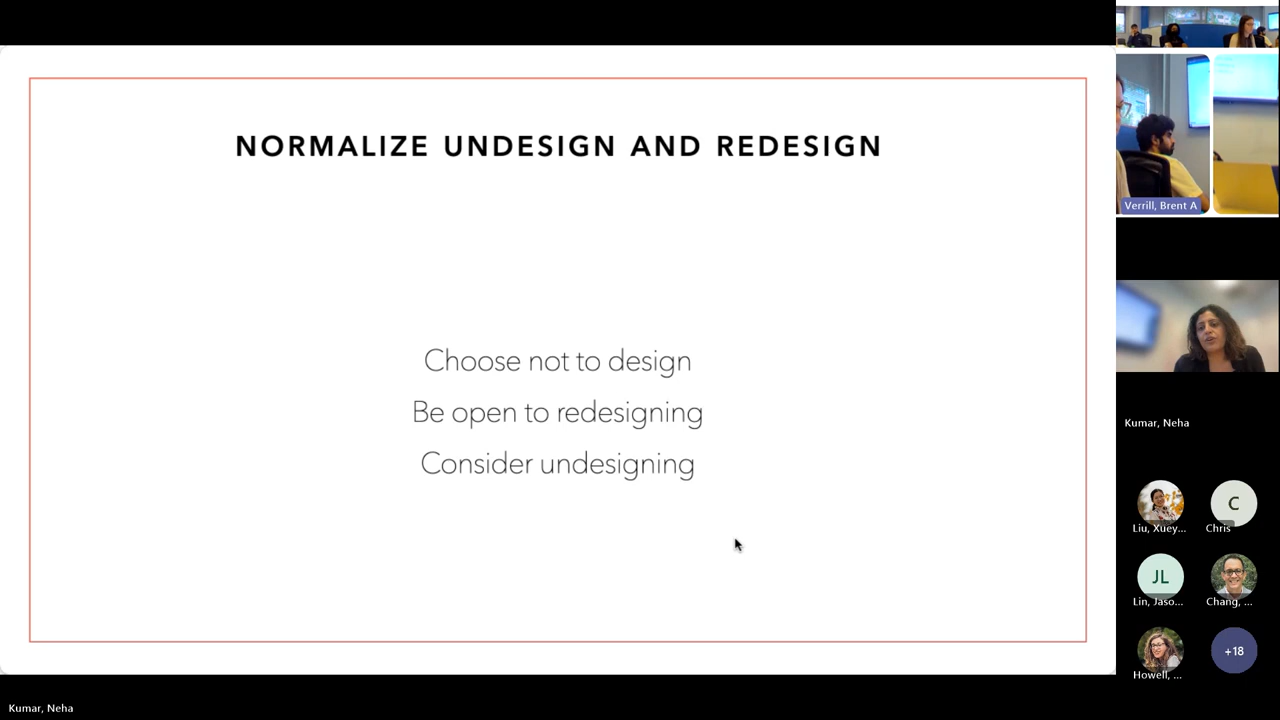 NORMALIZE UNDESIGN AND REDESIGN
Choose not to design
Be open to redesigning
Consider undesigning
Verrill, Brent A
Kumar, Neha
Liu, Xuey...
C
Chris
JL
Lin, Jaso...
Chang, ...
Howell, ...
+18
Kumar, Neha